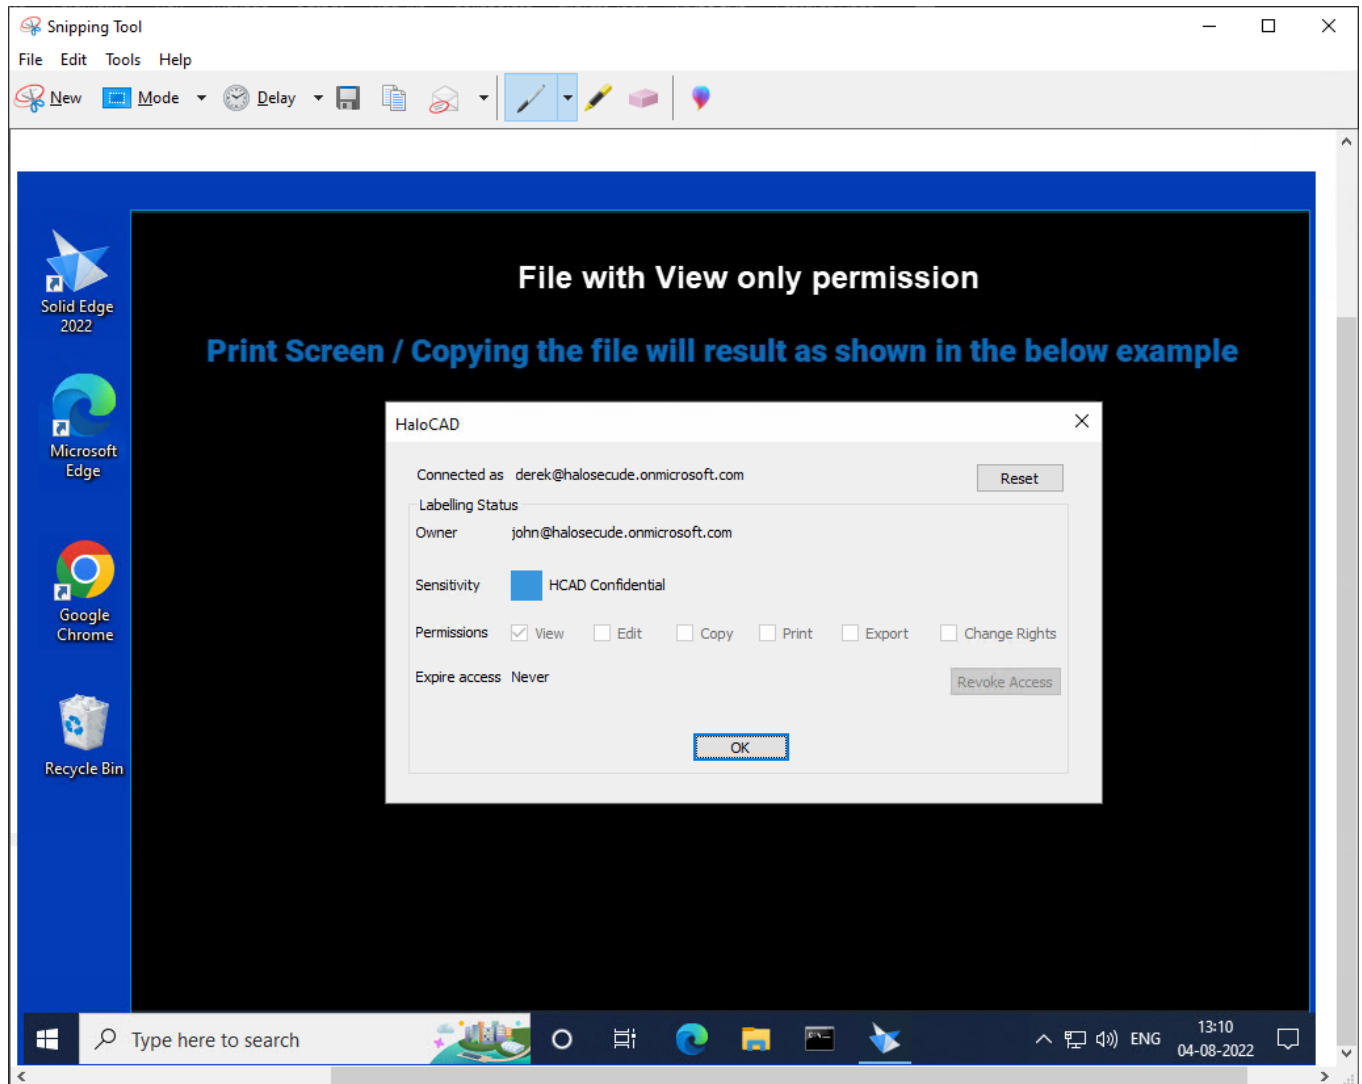 Snipping Tool
File Edit Tools Help
New Mode Delay
Solid Edge
2022
File with View only permission
Print Screen / Copying the file will result as shown in the below example
Microsoft
Edge
HaloCAD
Connected as derek@halosecude.onmicrosoft.com Reset
Labelling Status
Owner john@halosecude.onmicrosoft.com
Sensitivity HCAD Confidential
Permissions View Edit Copy Print Export Change Rights
Expire access Never Revoke Access
OK
Google
Chrome
Recycle Bin
Type here to search
ENG
13:10
04-08-2022